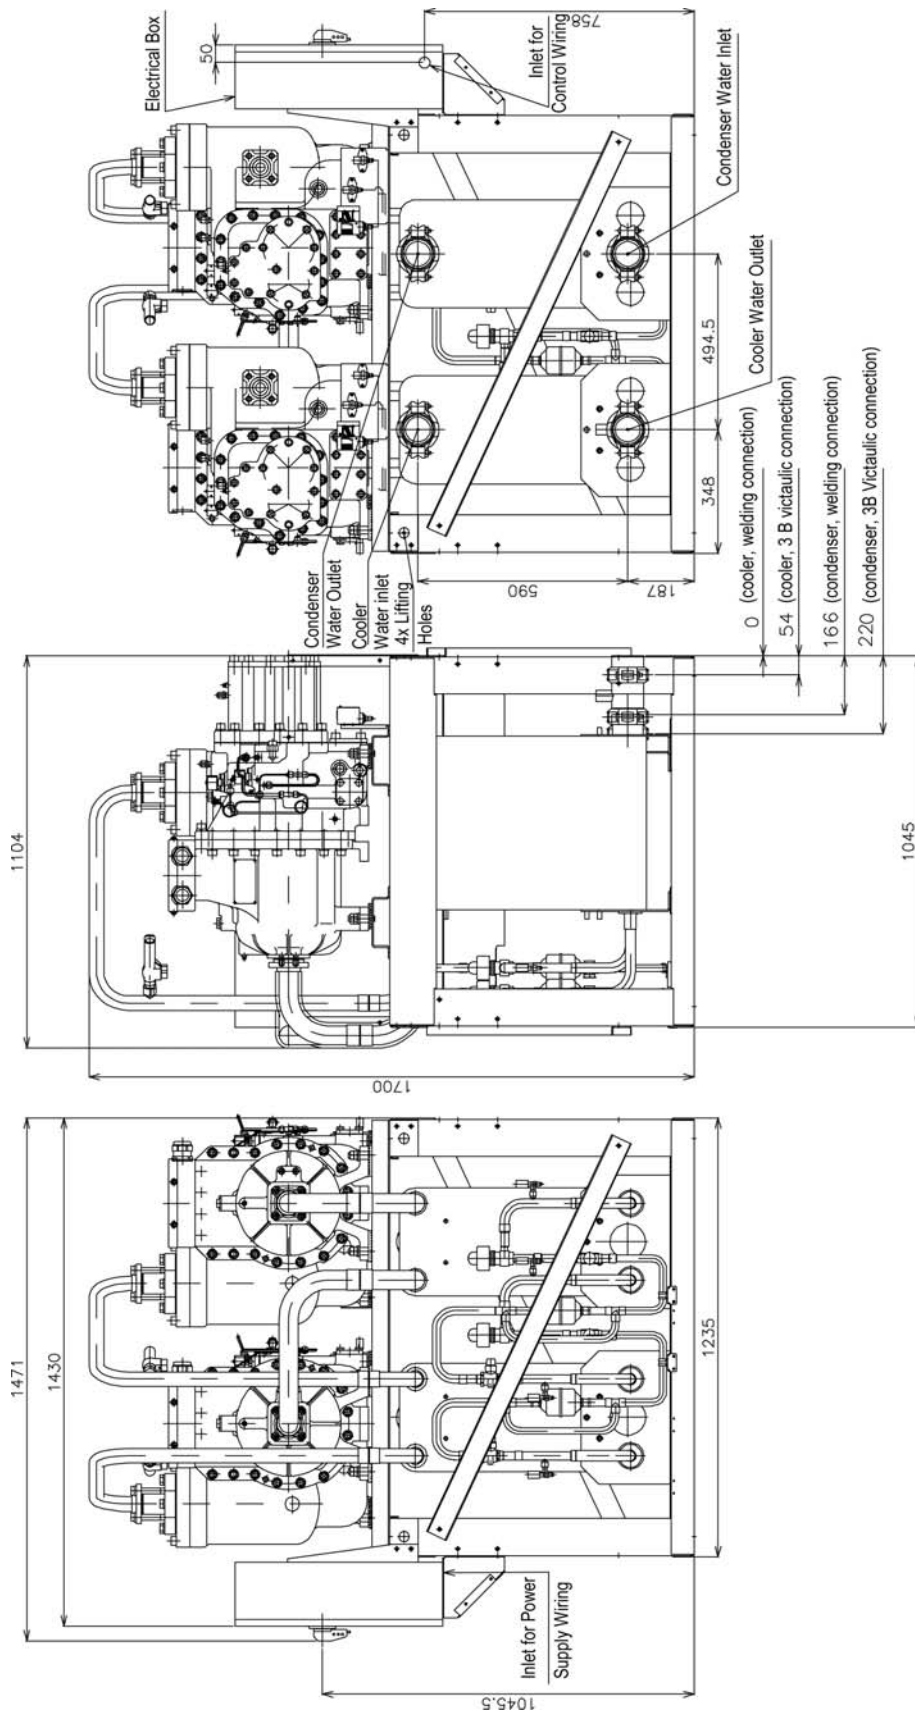 Electrical Box
50
Inlet for
Control Wiring
758
Condenser Water Inlet
Cooler Water Outlet
494.5
348
590
187
Condenser
Water Outlet
Cooler
Water inlet
4x Lifting
Holes
0 (cooler, welding connection)
54 (cooler, 3 B victaulic connection)
166 (condenser, welding connection)
220 (condenser, 3B Victaulic connection)
1104
1700
1045
1471
1430
1235
Inlet for Power
Supply Wiring
1045.5